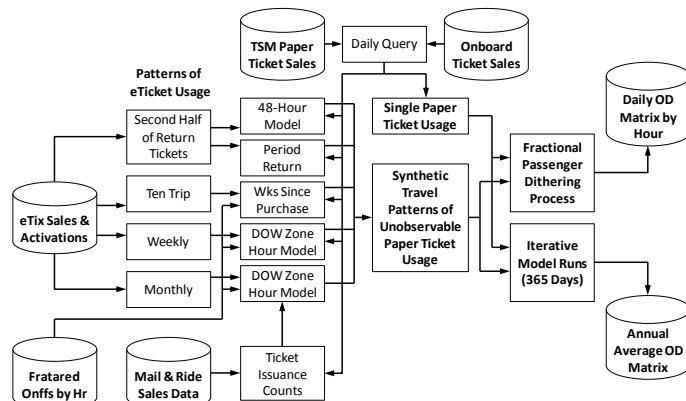 TSM Paper
Ticket Sales
Daily Query
Onboard
Ticket Sales
Patterns of
eTicket Usage
Second Half
of Return
Tickets
48-Hour
Model
Period
Return
Single Paper
Ticket Usage
Daily OD
Matrix by
Hour
Fractional
Passenger
Dithering
Process
eTix Sales &
Activations
Ten Trip
Wks Since
Purchase
Synthetic
Travel
Patterns of
Unobservable
Paper Ticket
Usage
Weekly
DOW Zone
Hour Model
Monthly
DOW Zone
Hour Model
Iterative
Model Runs
(365 Days)
Fratared
Onffs by Hr
Mail & Ride
Sales Data
Ticket
Issuance
Counts
Annual
Average OD
Matrix